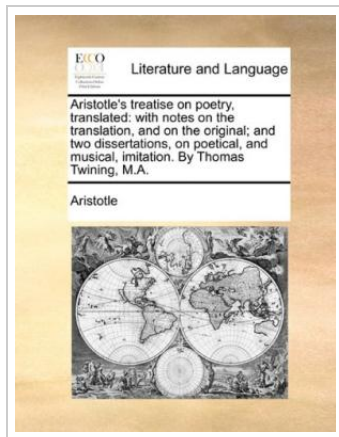 ECCO
Literature and Language
Aristotle's treatise on poetry,
translated: with notes on the
translation, and on the original; and
two dissertations, on poetical, and
musical, imitation. By Thomas
Twining, M.A.
Aristotle